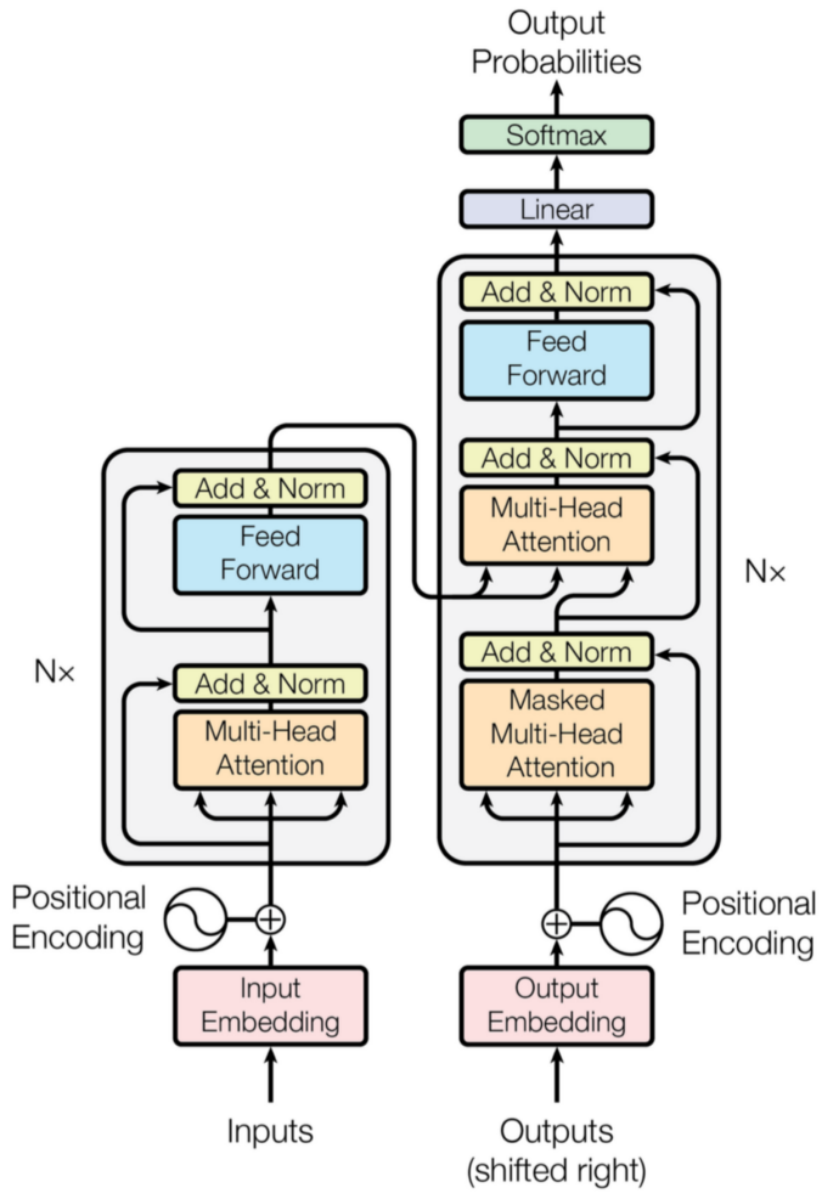 Output
Probabilities
Softmax
Linear
Add & Norm
Feed
Forward
Add & Norm
Multi-Head
Attention
Add & Norm
Masked
Multi-Head
Attention
N×
Add & Norm
Feed
Forward
Add & Norm
Multi-Head
Attention
N×
Positional
Encoding
Positional
Encoding
Input
Embedding
Output
Embedding
Inputs
Outputs
(shifted right)